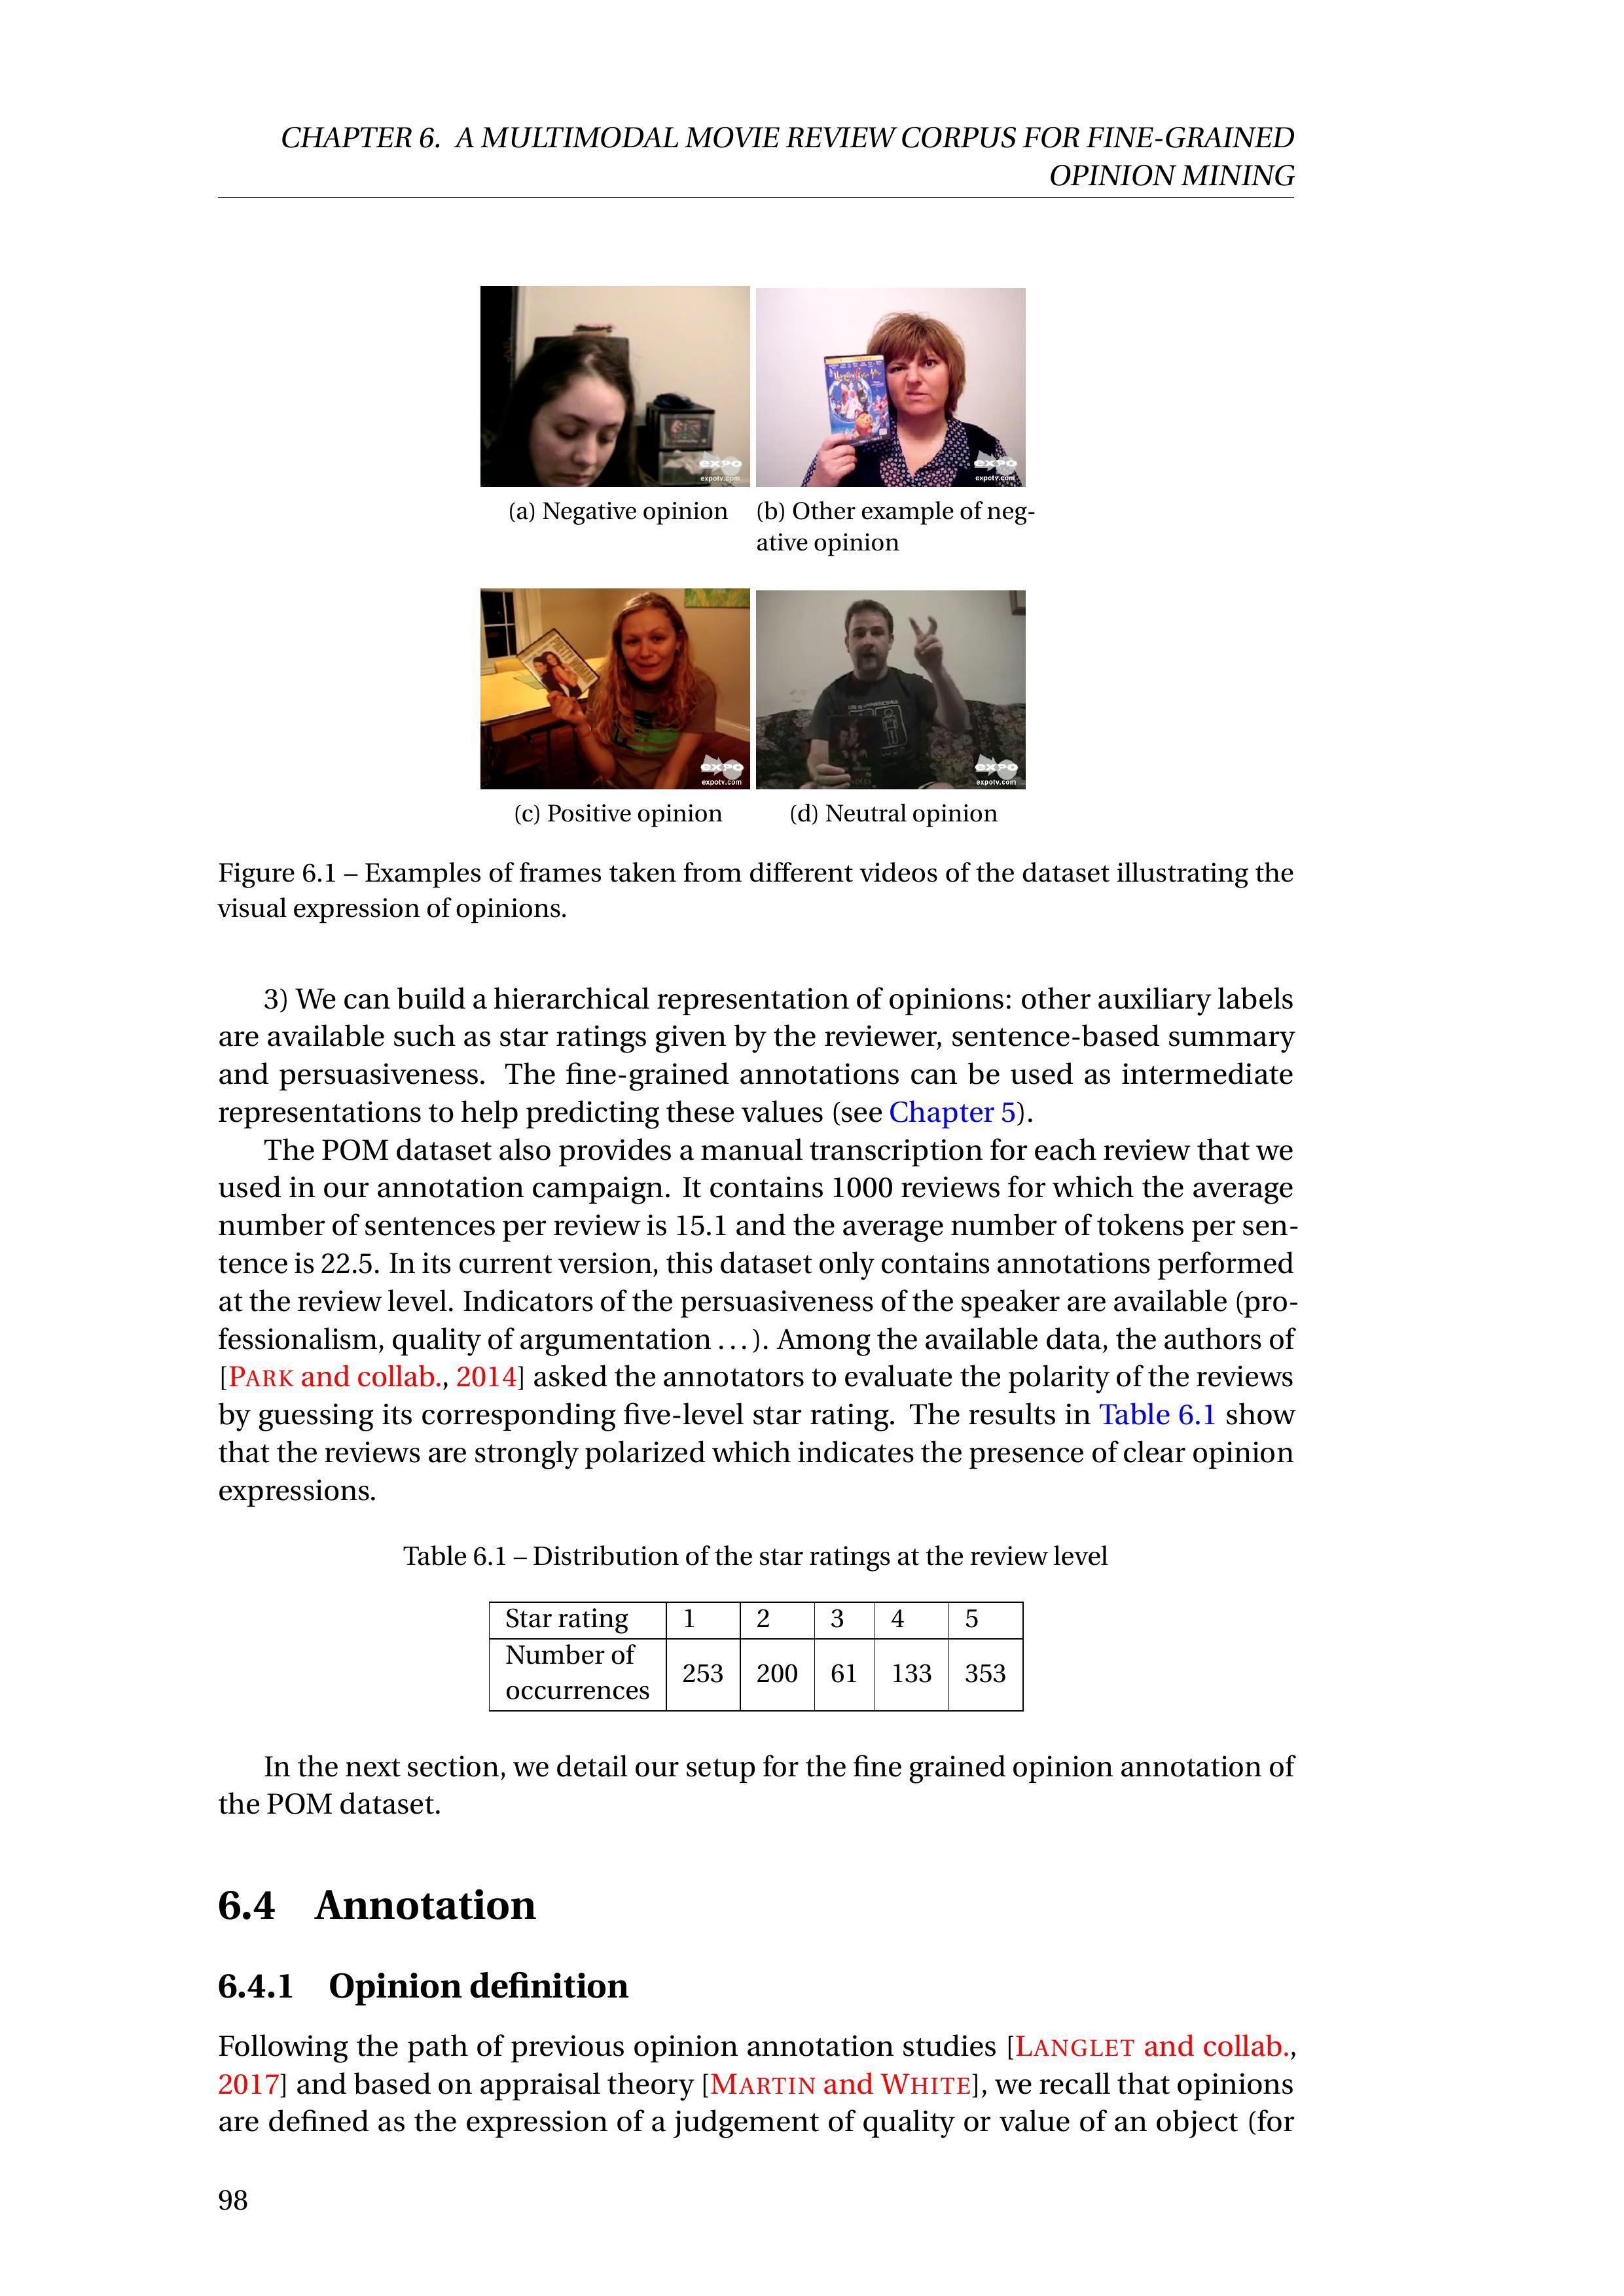 CHAPTER 6. A MULTIMODAL MOVIE REVIEW CORPUS FOR FINE-GRAINED
OPINION MINING
expo
expotv.com
expo
expotv.com
(a) Negative opinion
(b) Other example of neg-
ative opinion
expo
expotv.com
expo
expotv.com
(c) Positive opinion
(d) Neutral opinion
Figure 6.1 – Examples of frames taken from different videos of the dataset illustrating the
visual expression of opinions.
3) We can build a hierarchical representation of opinions: other auxiliary labels
are available such as star ratings given by the reviewer, sentence-based summary
and persuasiveness. The fine-grained annotations can be used as intermediate
representations to help predicting these values (see Chapter 5).
The POM dataset also provides a manual transcription for each review that we
used in our annotation campaign. It contains 1000 reviews for which the average
number of sentences per review is 15.1 and the average number of tokens per sen-
tence is 22.5. In its current version, this dataset only contains annotations performed
at the review level. Indicators of the persuasiveness of the speaker are available (pro-
fessionalism, quality of argumentation ...). Among the available data, the authors of
[PARK and collab., 2014] asked the annotators to evaluate the polarity of the reviews
by guessing its corresponding five-level star rating. The results in Table 6.1 show
that the reviews are strongly polarized which indicates the presence of clear opinion
expressions.
Table 6.1 – Distribution of the star ratings at the review level
Star rating 1 2 3 4 5
Number of
occurrences 253 200 61 133 353
In the next section, we detail our setup for the fine grained opinion annotation of
the POM dataset.
6.4 Annotation
6.4.1 Opinion definition
Following the path of previous opinion annotation studies [LANGLET and collab.,
2017] and based on appraisal theory [MARTIN and WHITE], we recall that opinions
are defined as the expression of a judgement of quality or value of an object (for
98